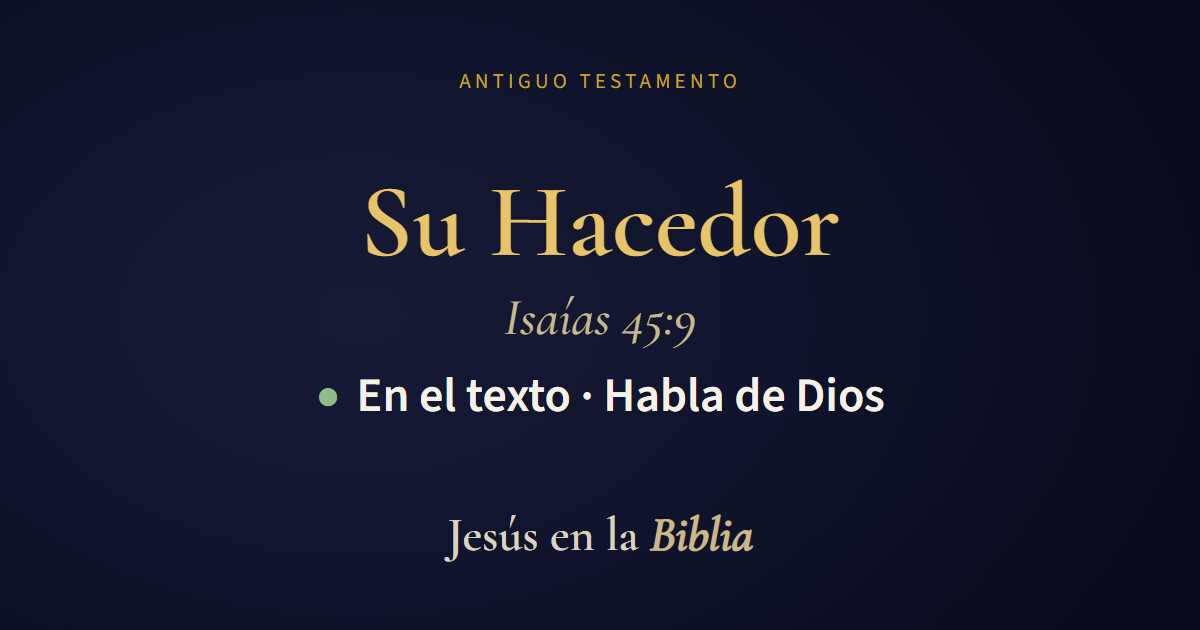 ANTIGUO TESTAMENTO
Su Hacedor
Isaías 45:9
• En el texto · Habla de Dios
Jesús en la Biblia